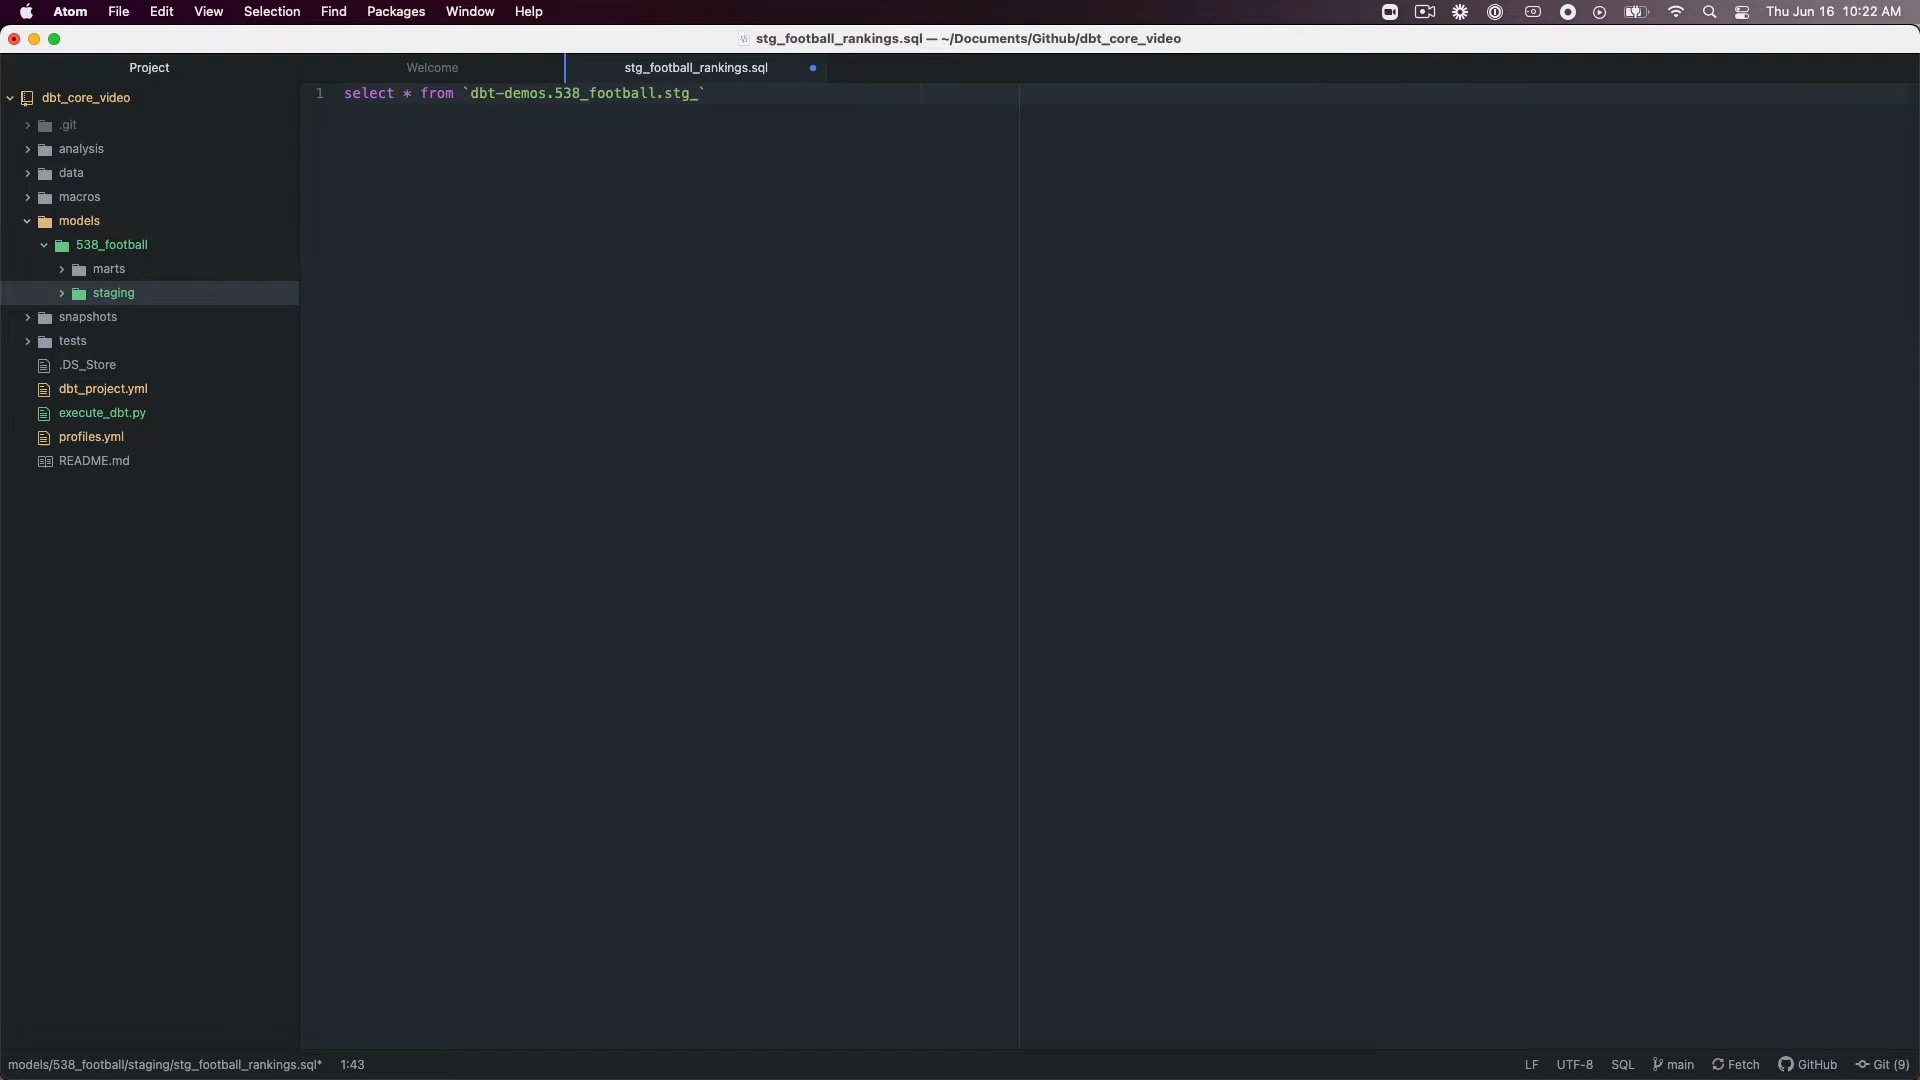 Atom File Edit View Selection Find Packages Window Help Thu Jun 16 10:22 AM
stg_football_rankings.sql — ~/Documents/Github/dbt_core_video
Project Welcome stg_football_rankings.sql
dbt_core_video
.git
analysis
data
macros
models
538_football
marts
staging
snapshots
tests
.DS_Store
dbt_project.yml
execute_dbt.py
profiles.yml
README.md
1 select * from `dbt-demos.538_football.stg_`
models/538_football/staging/stg_football_rankings.sql* 1:43 LF UTF-8 SQL main Fetch GitHub Git (9)